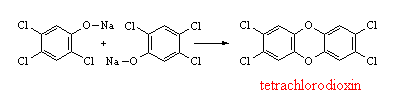 Cl O—Na Cl Cl Cl O Cl
Cl Cl + Na—O Cl Cl O Cl
tetrachlorodioxin